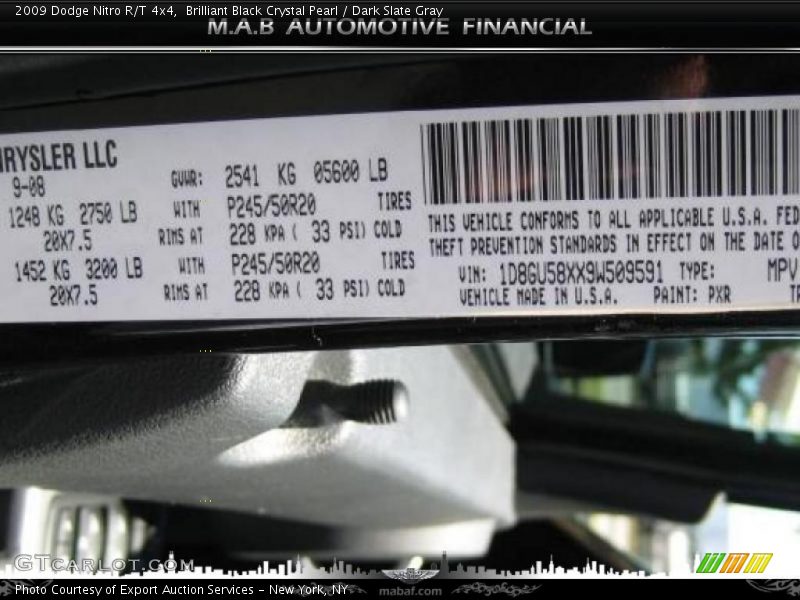 2009 Dodge Nitro R/T 4x4, Brilliant Black Crystal Pearl / Dark Slate Gray
M.A.B AUTOMOTIVE FINANCIAL
RYSLER LLC
9-08
GVWR: 2541 KG 05600 LB
1248 KG 2750 LB WITH P245/50R20 TIRES
20X7.5 RIMS AT 228 KPA ( 33 PSI) COLD
1452 KG 3200 LB WITH P245/50R20 TIRES
20X7.5 RIMS AT 228 KPA ( 33 PSI) COLD
THIS VEHICLE CONFORMS TO ALL APPLICABLE U.S.A. FED
THEFT PREVENTION STANDARDS IN EFFECT ON THE DATE O
VIN: 1D8GU58XX9W509591 TYPE: MPV
VEHICLE MADE IN U.S.A. PAINT: PXR TR
GTCarLot.com
Photo Courtesy of Export Auction Services - New York, NY
mabaf.com